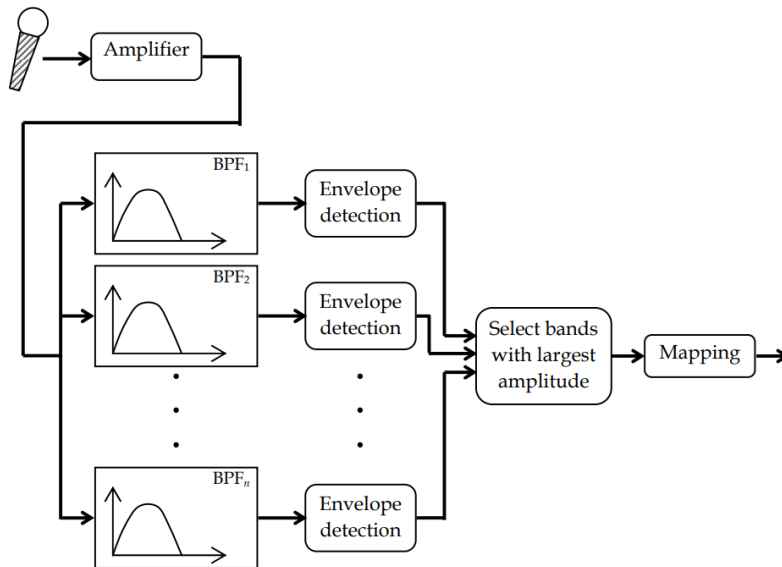 Amplifier
BPF₁
Envelope
detection
BPF₂
Envelope
detection
Select bands
with largest
amplitude
Mapping
BPFₙ
Envelope
detection